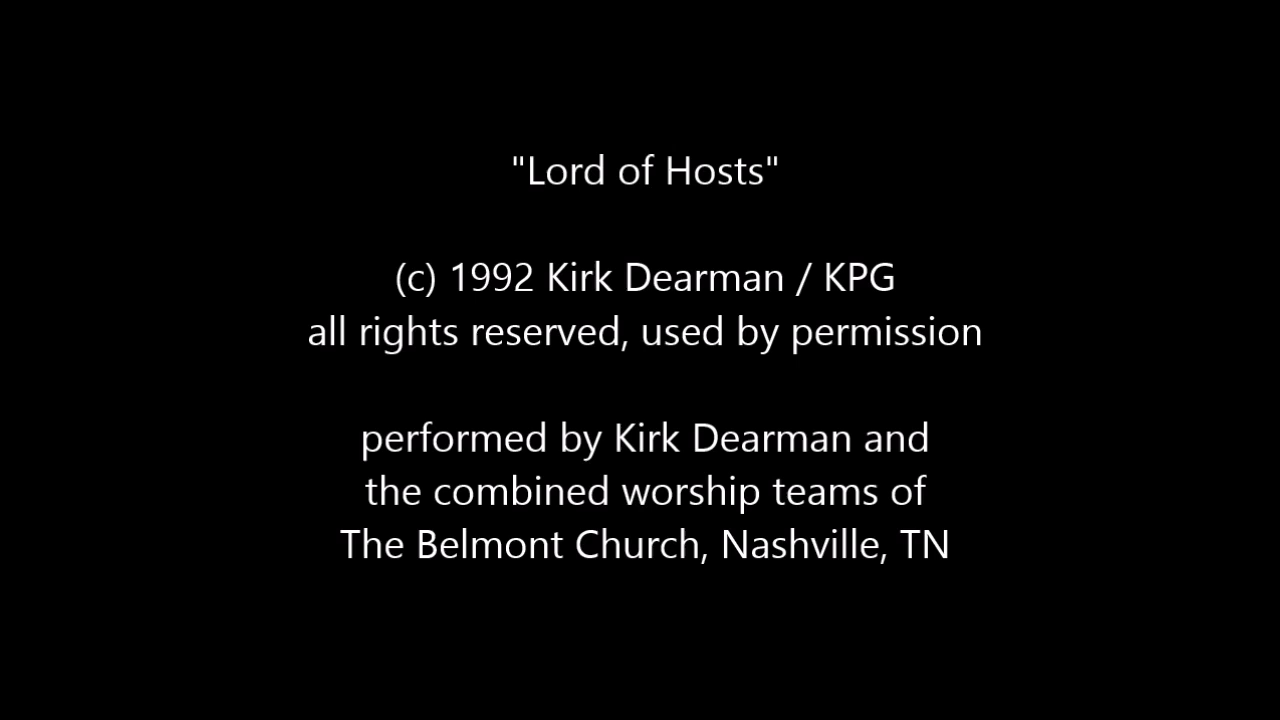 "Lord of Hosts"
(c) 1992 Kirk Dearman / KPG
all rights reserved, used by permission
performed by Kirk Dearman and
the combined worship teams of
The Belmont Church, Nashville, TN